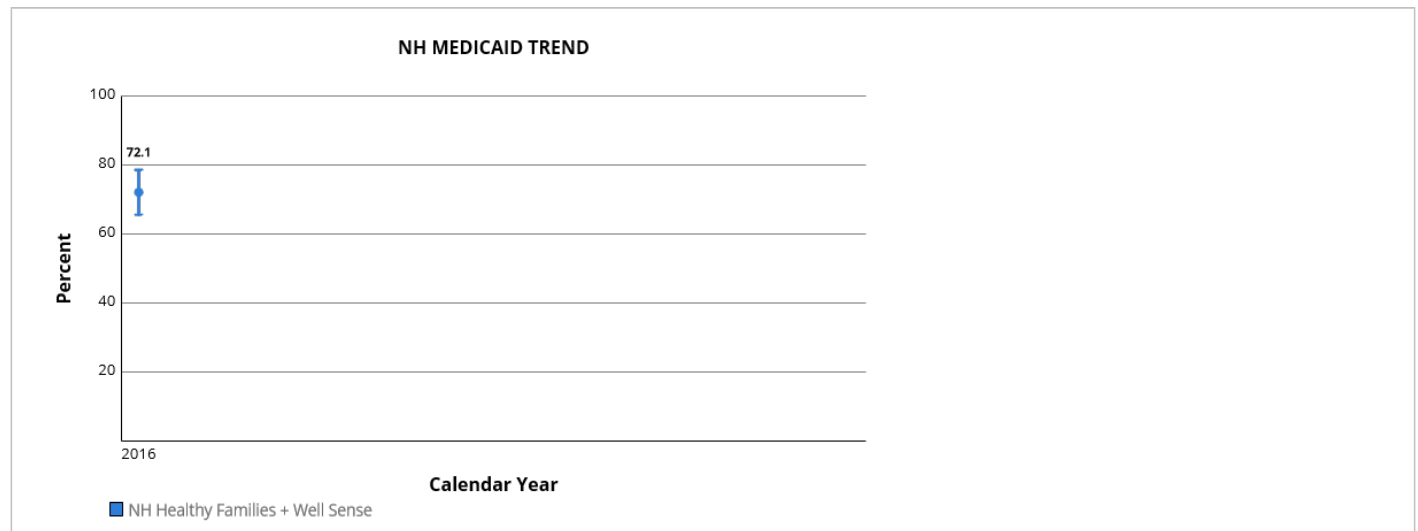 NH MEDICAID TREND
100
72.1
80
60
40
20
Percent
2016
Calendar Year
NH Healthy Families + Well Sense